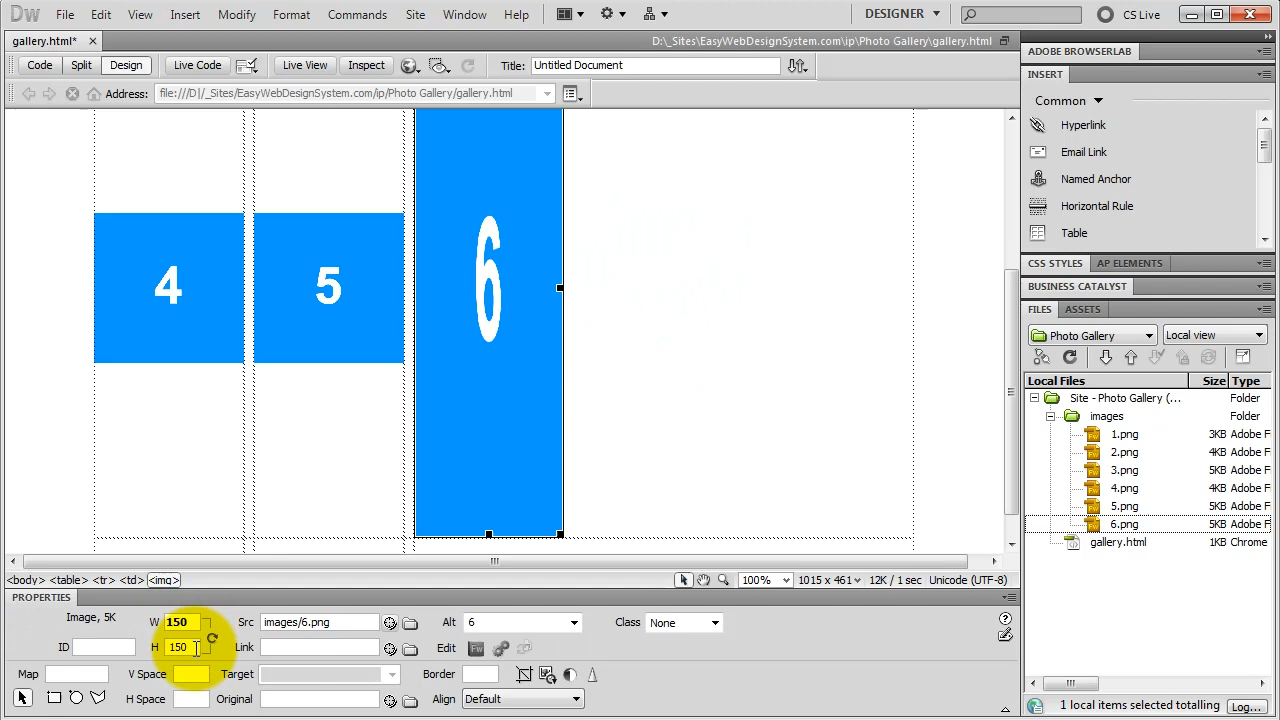 Dw File Edit View Insert Modify Format Commands Site Window Help DESIGNER CS Live
gallery.html* D:\_Sites\EasyWebDesignSystem.com\ip\Photo Gallery\gallery.html
Code Split Design Live Code Live View Inspect Title: Untitled Document
Address: file:///D|/_Sites/EasyWebDesignSystem.com/ip/Photo Gallery/gallery.html
4 5 6
<body> <table> <tr> <td> <img> 100% 1015 x 461 12K / 1 sec Unicode (UTF-8)
PROPERTIES
Image, 5K W 150 Src images/6.png Alt 6 Class None
ID H 150 Link Edit Fw
Map V Space Target Border
H Space Original Align Default
ADOBE BROWSERLAB
INSERT
Common
Hyperlink
Email Link
Named Anchor
Horizontal Rule
Table
CSS STYLES AP ELEMENTS
BUSINESS CATALYST
FILES ASSETS
Photo Gallery Local view
Local Files Size Type
Site - Photo Gallery (... Folder
images Folder
1.png 3KB Adobe F
2.png 4KB Adobe F
3.png 5KB Adobe F
4.png 4KB Adobe F
5.png 5KB Adobe F
6.png 5KB Adobe F
gallery.html 1KB Chrome
1 local items selected totalling Log...